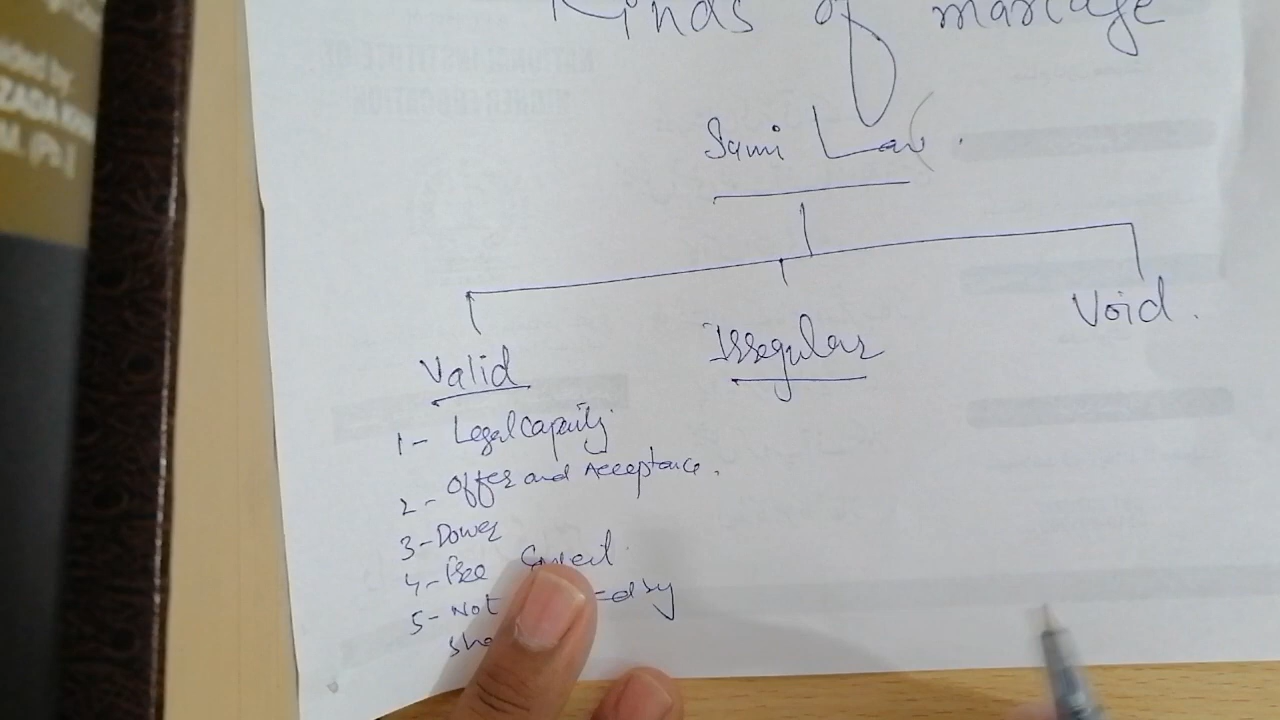 Kinds of marriage
Sunni Law.
Valid
Irregular
Void.
1- Legal capacity.
2- Offer and Acceptance.
3- Dower
4- Free Consent
5- Not
ZADA